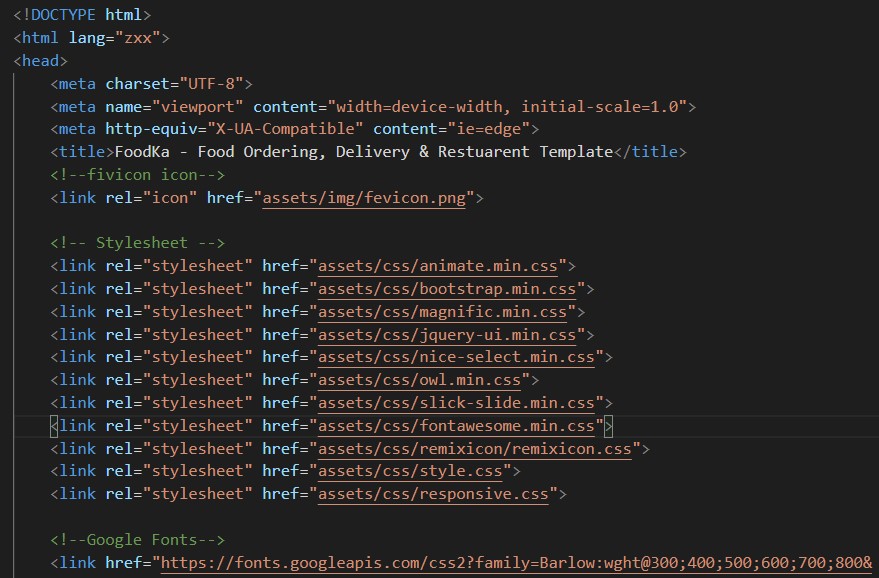 <!DOCTYPE html>
<html lang="zxx">
<head>
    <meta charset="UTF-8">
    <meta name="viewport" content="width=device-width, initial-scale=1.0">
    <meta http-equiv="X-UA-Compatible" content="ie=edge">
    <title>FoodKa - Food Ordering, Delivery & Restuarent Template</title>
    <!--fivicon icon-->
    <link rel="icon" href="assets/img/fevicon.png">

    <!-- Stylesheet -->
    <link rel="stylesheet" href="assets/css/animate.min.css">
    <link rel="stylesheet" href="assets/css/bootstrap.min.css">
    <link rel="stylesheet" href="assets/css/magnific.min.css">
    <link rel="stylesheet" href="assets/css/jquery-ui.min.css">
    <link rel="stylesheet" href="assets/css/nice-select.min.css">
    <link rel="stylesheet" href="assets/css/owl.min.css">
    <link rel="stylesheet" href="assets/css/slick-slide.min.css">
    <link rel="stylesheet" href="assets/css/fontawesome.min.css">
    <link rel="stylesheet" href="assets/css/remixicon/remixicon.css">
    <link rel="stylesheet" href="assets/css/style.css">
    <link rel="stylesheet" href="assets/css/responsive.css">

    <!--Google Fonts-->
    <link href="https://fonts.googleapis.com/css2?family=Barlow:wght@300;400;500;600;700;800&